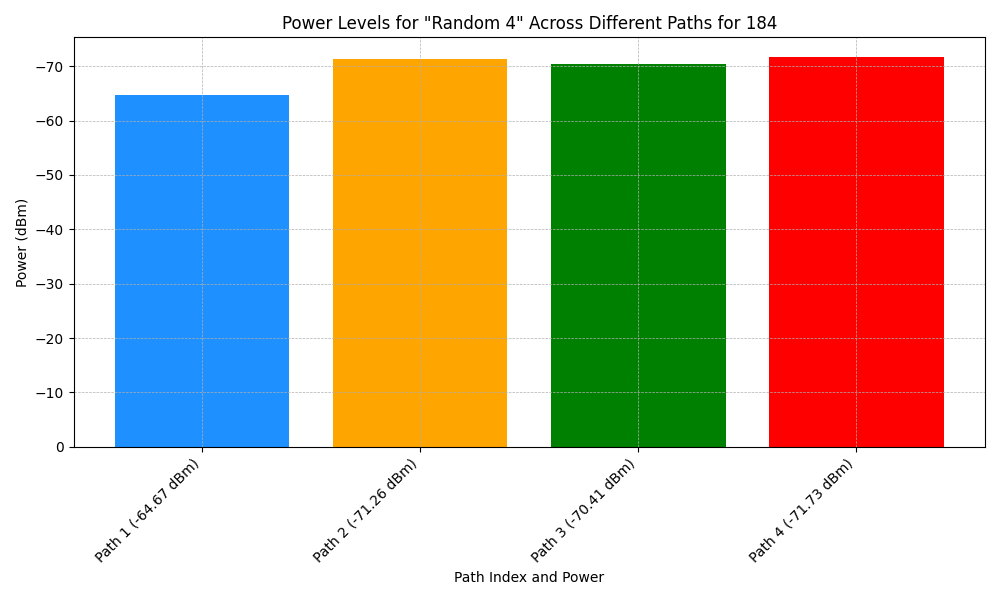 Power Levels for "Random 4" Across Different Paths for 184
Power (dBm)
−70
−60
−50
−40
−30
−20
−10
0
Path 1 (-64.67 dBm)
Path 2 (-71.26 dBm)
Path 3 (-70.41 dBm)
Path 4 (-71.73 dBm)
Path Index and Power